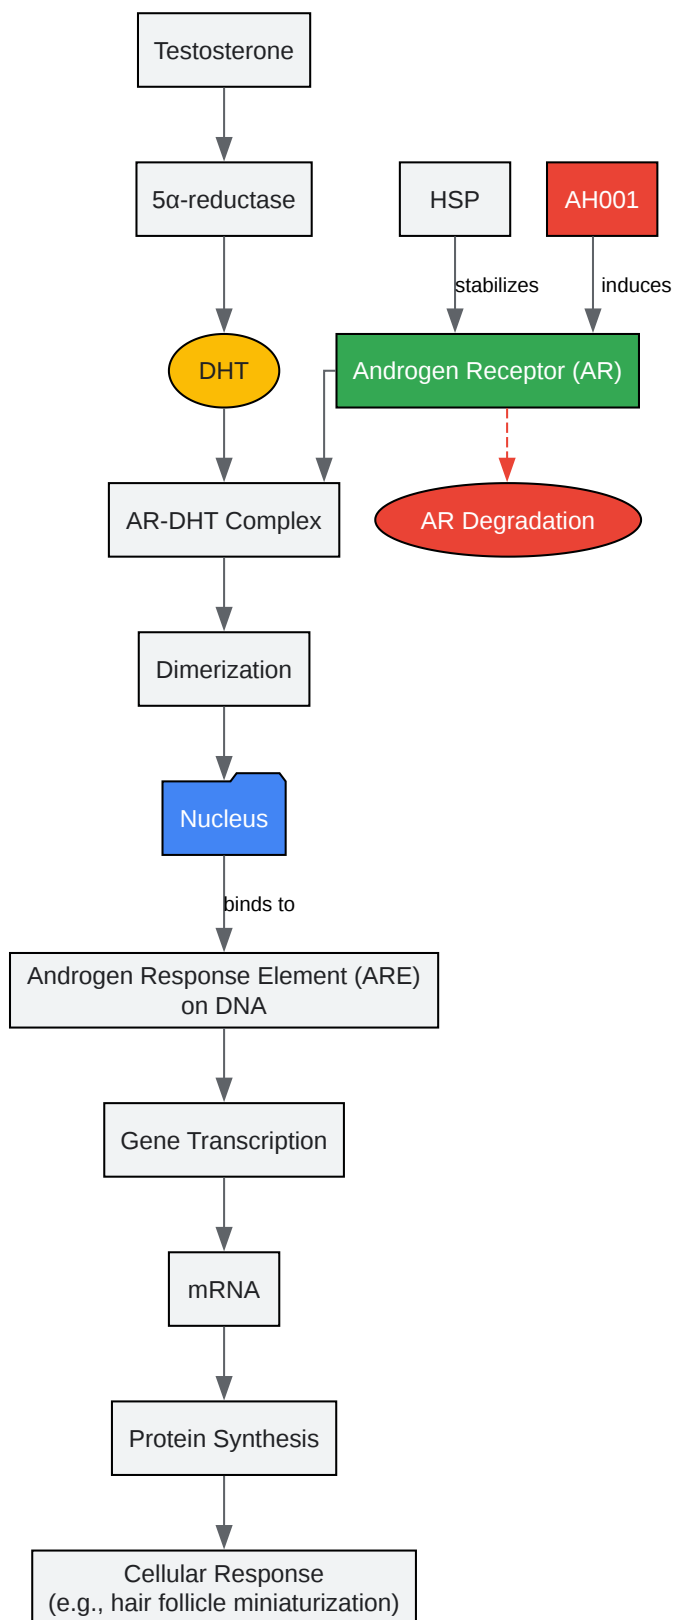 Testosterone
5α-reductase
HSP
AH001
stabilizes
induces
DHT
Androgen Receptor (AR)
AR-DHT Complex
AR Degradation
Dimerization
Nucleus
binds to
Androgen Response Element (ARE)
on DNA
Gene Transcription
mRNA
Protein Synthesis
Cellular Response
(e.g., hair follicle miniaturization)